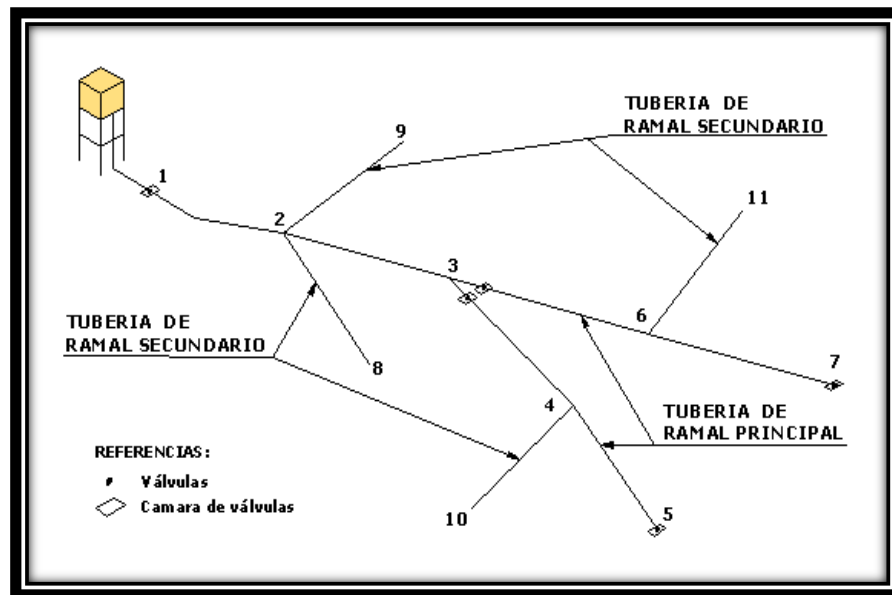 TUBERIA DE
RAMAL SECUNDARIO
9
1
11
2
3
6
TUBERIA DE
RAMAL SECUNDARIO
7
8
4
TUBERIA DE
RAMAL PRINCIPAL
REFERENCIAS:
Válvulas
Camara de válvulas
10
5